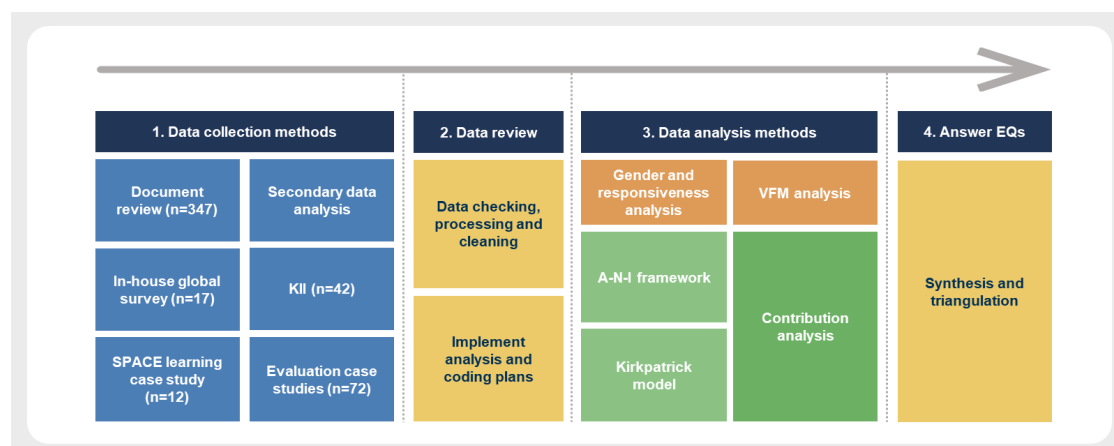 1. Data collection methods
2. Data review
3. Data analysis methods
4. Answer EQs
Document
review (n=347)
Secondary data
analysis
In-house global
survey (n=17)
KII (n=42)
SPACE learning
case study
(n=12)
Evaluation case
studies (n=72)
Data checking,
processing and
cleaning
Implement
analysis and
coding plans
Gender and
responsiveness
analysis
VFM analysis
A-N-I framework
Kirkpatrick
model
Contribution
analysis
Synthesis and
triangulation